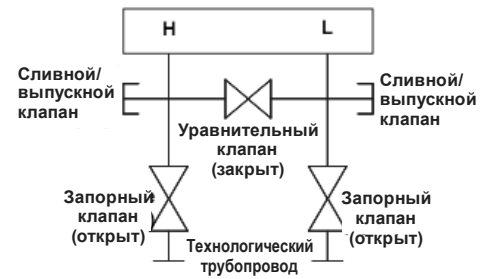 H
L
Сливной/
выпускной
клапан
Сливной/
выпускной
клапан
Уравнительный
клапан
(закрыт)
Запорный
клапан
(открыт)
Запорный
клапан
(открыт)
Технологический
трубопровод